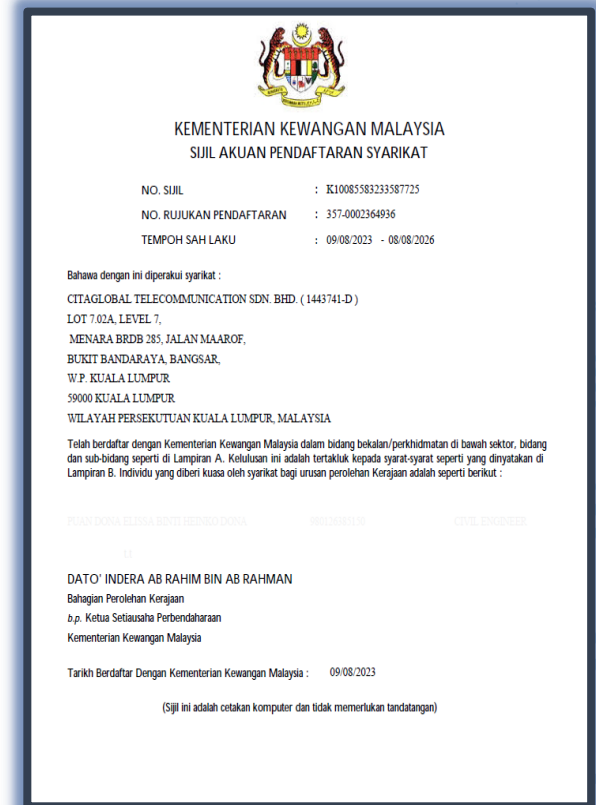 KEMENTERIAN KEWANGAN MALAYSIA
SIJIL AKUAN PENDAFTARAN SYARIKAT
NO. SIJIL : K10085583233587725
NO. RUJUKAN PENDAFTARAN : 357-0002364936
TEMPOH SAH LAKU : 09/08/2023 - 08/08/2026
Bahawa dengan ini diperakui syarikat :
CITAGLOBAL TELECOMMUNICATION SDN. BHD. ( 1443741-D )
LOT 7.02A, LEVEL 7,
MENARA BRDB 285, JALAN MAAROF,
BUKIT BANDARAYA, BANGSAR,
W.P. KUALA LUMPUR
59000 KUALA LUMPUR
WILAYAH PERSEKUTUAN KUALA LUMPUR, MALAYSIA
Telah berdaftar dengan Kementerian Kewangan Malaysia dalam bidang bekalan/perkhidmatan di bawah sektor, bidang
dan sub-bidang seperti di Lampiran A. Kelulusan ini adalah tertakluk kepada syarat-syarat seperti yang dinyatakan di
Lampiran B. Individu yang diberi kuasa oleh syarikat bagi urusan perolehan Kerajaan adalah seperti berikut :
CIVIL ENGINEER
DATO' INDERA AB RAHIM BIN AB RAHMAN
Bahagian Perolehan Kerajaan
b.p. Ketua Setiausaha Perbendaharaan
Kementerian Kewangan Malaysia
Tarikh Berdaftar Dengan Kementerian Kewangan Malaysia : 09/08/2023
(Sijil ini adalah cetakan komputer dan tidak memerlukan tandatangan)